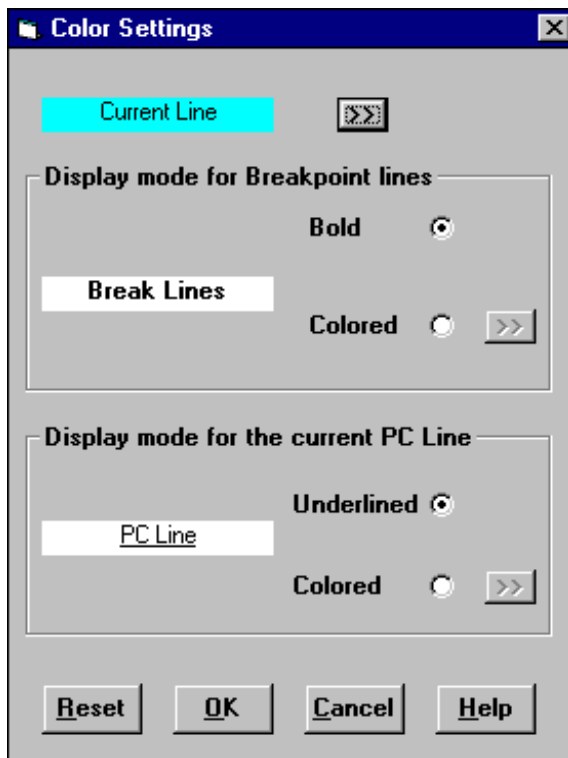 Color Settings
Current Line >>
Display mode for Breakpoint lines
Bold
Break Lines
Colored >>
Display mode for the current PC Line
Underlined
PC Line
Colored >>
Reset OK Cancel Help